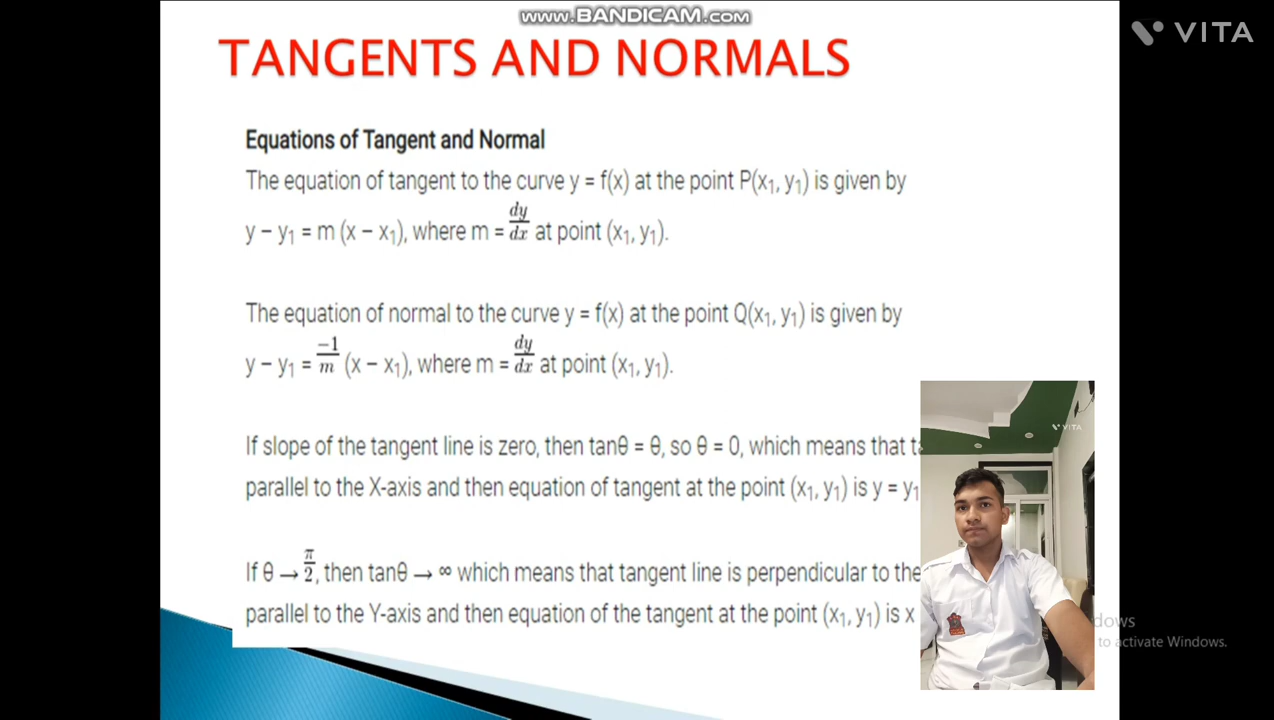 www.BANDICAM.com
VITA
TANGENTS AND NORMALS
Equations of Tangent and Normal
The equation of tangent to the curve y = f(x) at the point P(x₁, y₁) is given by
y – y₁ = m (x – x₁), where m = dy/dx at point (x₁, y₁).
The equation of normal to the curve y = f(x) at the point Q(x₁, y₁) is given by
y – y₁ = −1/m (x – x₁), where m = dy/dx at point (x₁, y₁).
If slope of the tangent line is zero, then tanθ = θ, so θ = 0, which means that
parallel to the X-axis and then equation of tangent at the point (x₁, y₁) is y = y₁
If θ → π/2, then tanθ → ∞ which means that tangent line is perpendicular to the
parallel to the Y-axis and then equation of the tangent at the point (x₁, y₁) is x
VITA
to activate Windows.